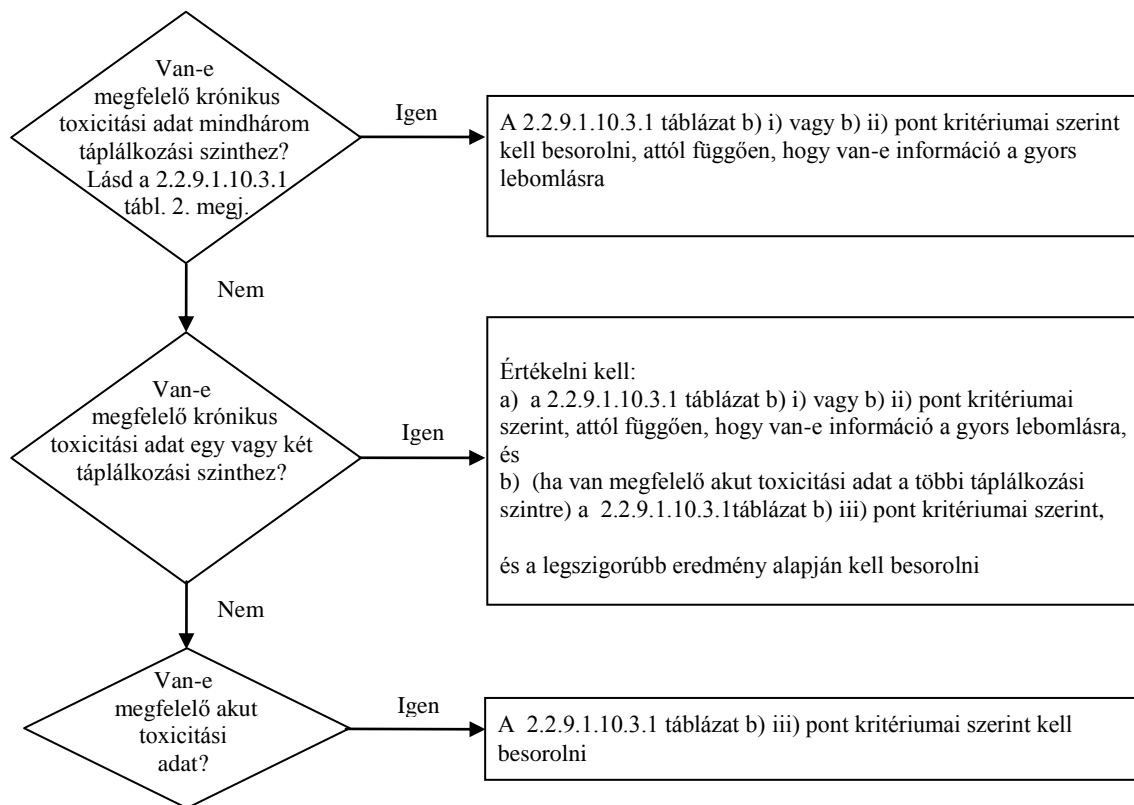 Van-e
megfelelő krónikus
toxicitási adat mindhárom
táplálkozási szinthez?
Lásd a 2.2.9.1.10.3.1
tábl. 2. megj.
Igen
A 2.2.9.1.10.3.1 táblázat b) i) vagy b) ii) pont kritériumai szerint
kell besorolni, attól függően, hogy van-e információ a gyors
lebomlásra
Nem
Van-e
megfelelő krónikus
toxicitási adat egy vagy két
táplálkozási szinthez?
Igen
Értékelni kell:
a) a 2.2.9.1.10.3.1 táblázat b) i) vagy b) ii) pont kritériumai
szerint, attól függően, hogy van-e információ a gyors lebomlásra,
és
b) (ha van megfelelő akut toxicitási adat a többi táplálkozási
szintre) a 2.2.9.1.10.3.1táblázat b) iii) pont kritériumai szerint,
és a legszigorúbb eredmény alapján kell besorolni
Nem
Van-e
megfelelő akut
toxicitási
adat?
Igen
A 2.2.9.1.10.3.1 táblázat b) iii) pont kritériumai szerint kell
besorolni